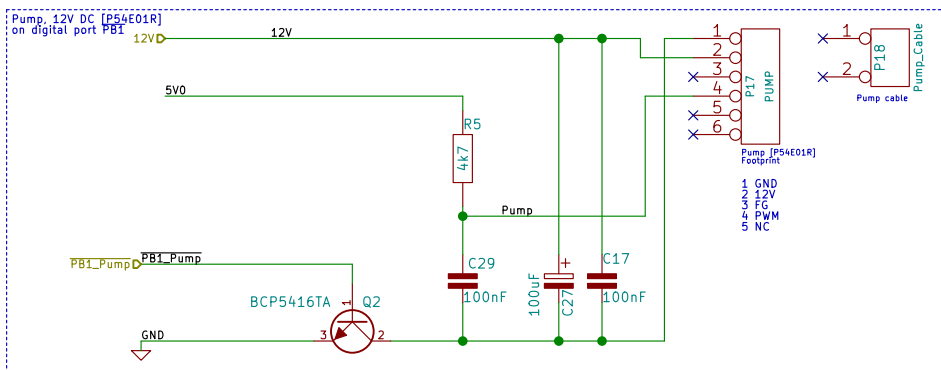 Pump, 12V DC [P54E01R]
on digital port PB1
12V
12V
5V0
R5
4k7
Pump
PB1_Pump
PB1_Pump
C29
100nF
100uF
C27
+
C17
100nF
BCP5416TA
Q2
1
3
2
GND
1
2
3
4
5
6
P17
PUMP
Pump [P54E01R]
Footprint
1 GND
2 12V
3 FG
4 PWM
5 NC
1
2
P18
Pump_Cable
Pump cable